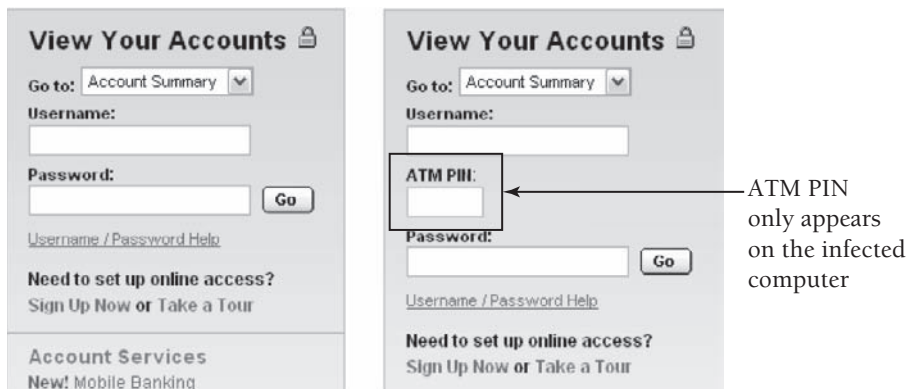 View Your Accounts
Go to: Account Summary
Username:
Password:
Go
Username / Password Help
Need to set up online access?
Sign Up Now or Take a Tour
Account Services
New! Mobile Banking
View Your Accounts
Go to: Account Summary
Username:
ATM PIN:
Password:
Go
Username / Password Help
Need to set up online access?
Sign Up Now or Take a Tour
ATM PIN
only appears
on the infected
computer